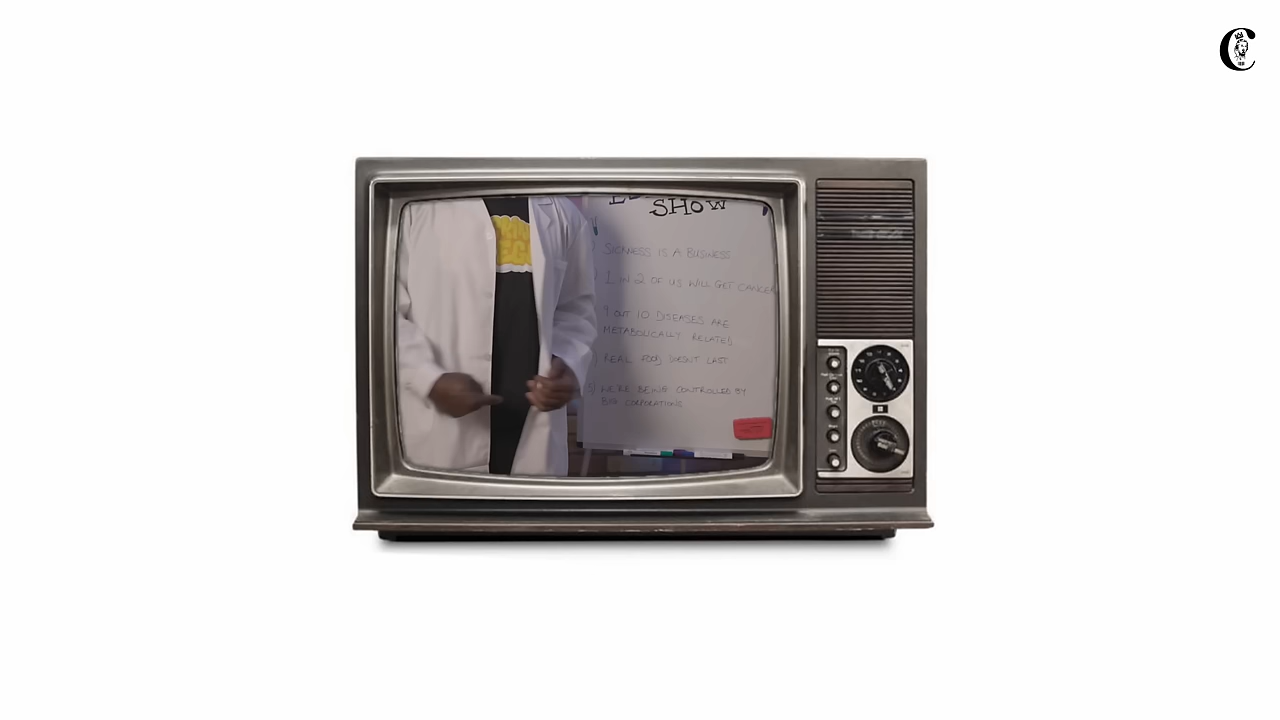 SHOW
SICKNESS IS A BUSINESS
1 IN 2 OF US WILL GET CANCER
9 OUT 10 DISEASES ARE
METABOLICALLY RELATED
REAL FOOD DOESN'T LAST
5) WE'RE BEING CONTROLLED BY
BIG CORPORATIONS